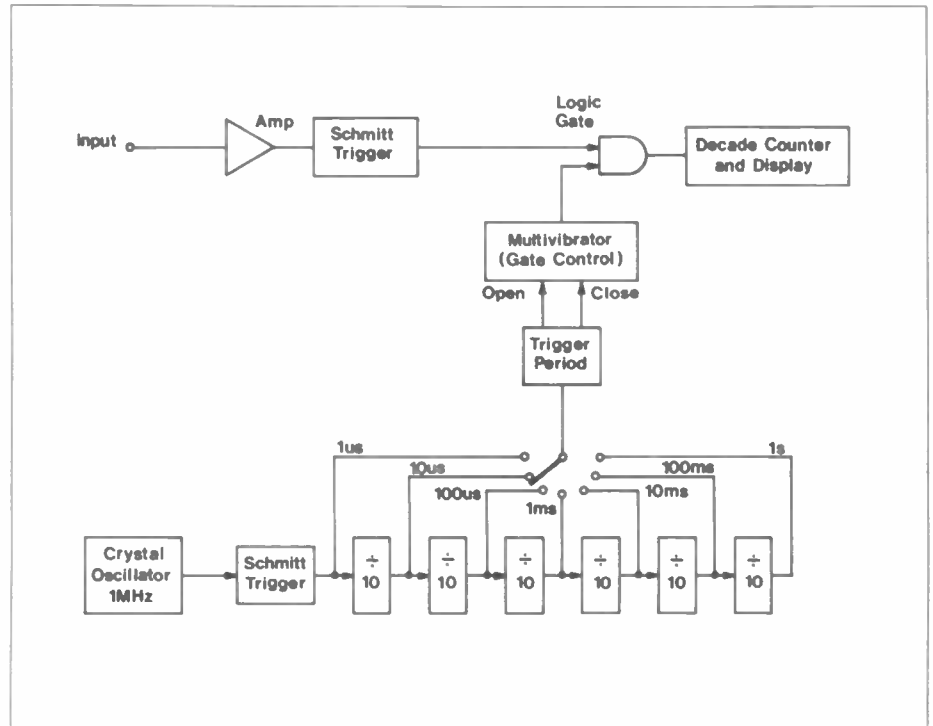 Input
Amp
Schmitt
Trigger
Logic
Gate
Decade Counter
and Display
Multivibrator
(Gate Control)
Open
Close
Trigger
Period
1us
10us
100us
1ms
10ms
100ms
1s
Crystal
Oscillator
1MHz
Schmitt
Trigger
÷
10
÷
10
÷
10
÷
10
÷
10
÷
10